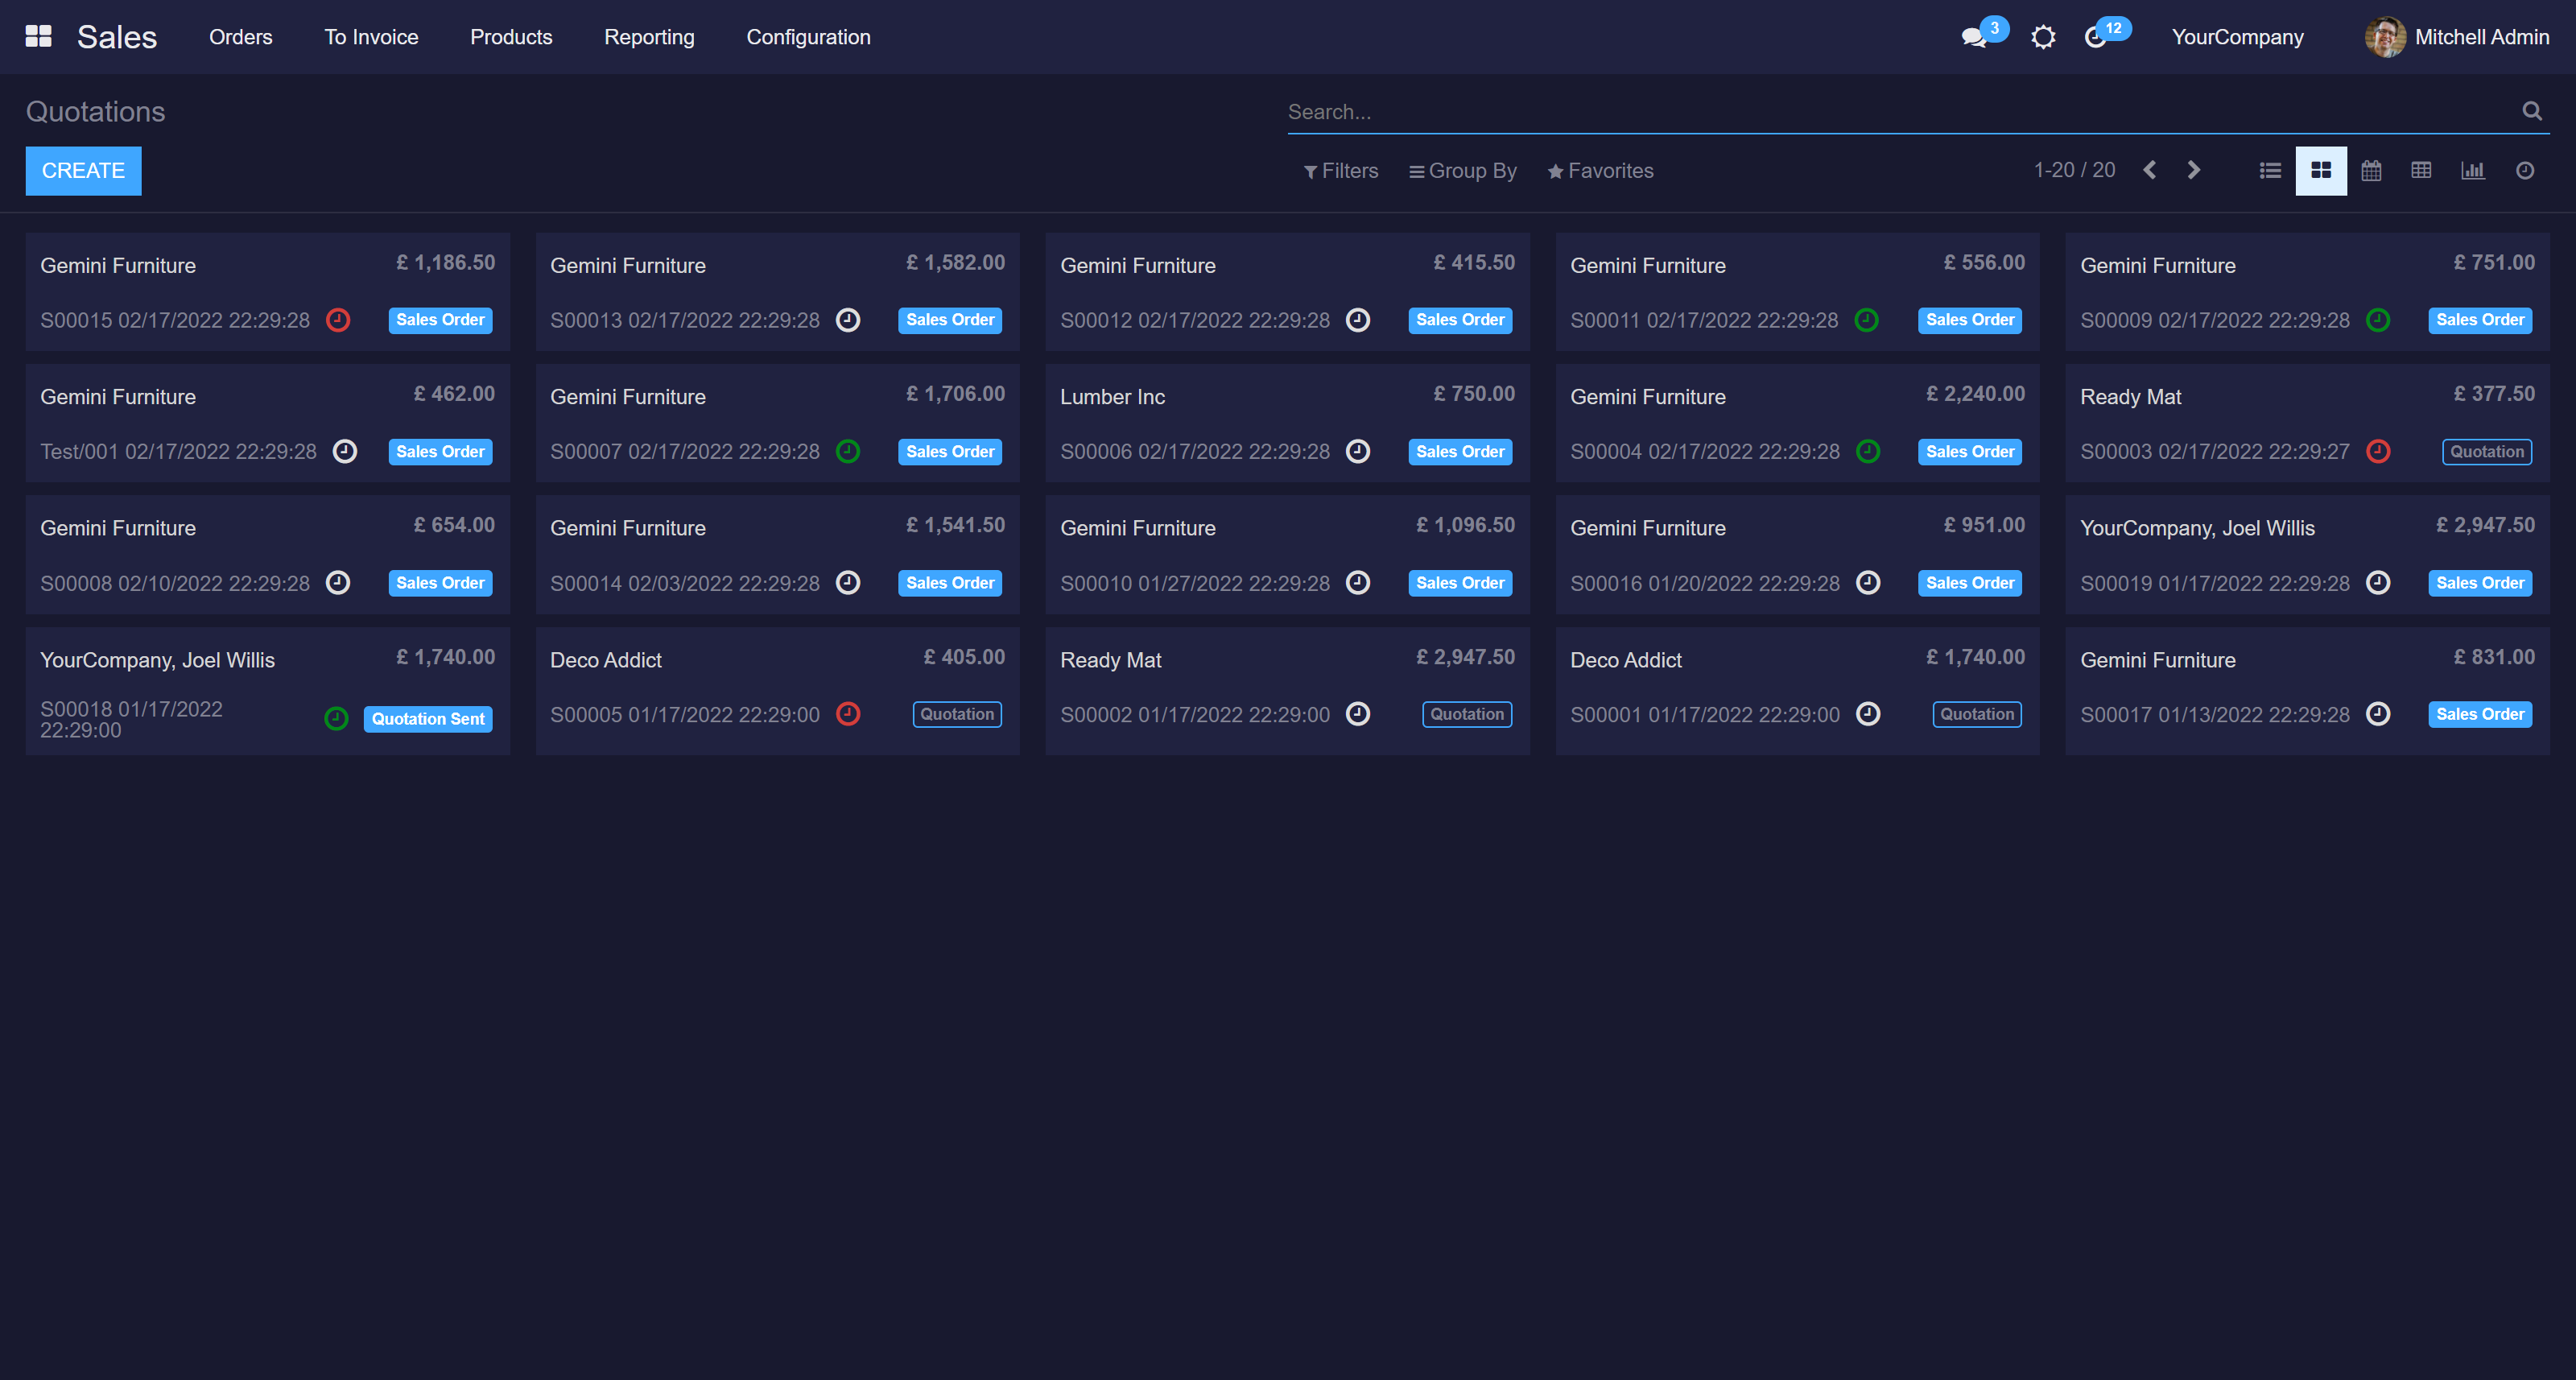 Sales Orders To Invoice Products Reporting Configuration 3 12 YourCompany Mitchell Admin
Quotations Search...
CREATE Filters Group By Favorites 1-20 / 20
Gemini Furniture £ 1,186.50
S00015 02/17/2022 22:29:28 Sales Order
Gemini Furniture £ 1,582.00
S00013 02/17/2022 22:29:28 Sales Order
Gemini Furniture £ 415.50
S00012 02/17/2022 22:29:28 Sales Order
Gemini Furniture £ 556.00
S00011 02/17/2022 22:29:28 Sales Order
Gemini Furniture £ 751.00
S00009 02/17/2022 22:29:28 Sales Order
Gemini Furniture £ 462.00
Test/001 02/17/2022 22:29:28 Sales Order
Gemini Furniture £ 1,706.00
S00007 02/17/2022 22:29:28 Sales Order
Lumber Inc £ 750.00
S00006 02/17/2022 22:29:28 Sales Order
Gemini Furniture £ 2,240.00
S00004 02/17/2022 22:29:28 Sales Order
Ready Mat £ 377.50
S00003 02/17/2022 22:29:27 Quotation
Gemini Furniture £ 654.00
S00008 02/10/2022 22:29:28 Sales Order
Gemini Furniture £ 1,541.50
S00014 02/03/2022 22:29:28 Sales Order
Gemini Furniture £ 1,096.50
S00010 01/27/2022 22:29:28 Sales Order
Gemini Furniture £ 951.00
S00016 01/20/2022 22:29:28 Sales Order
YourCompany, Joel Willis £ 2,947.50
S00019 01/17/2022 22:29:28 Sales Order
YourCompany, Joel Willis £ 1,740.00
S00018 01/17/2022
22:29:00 Quotation Sent
Deco Addict £ 405.00
S00005 01/17/2022 22:29:00 Quotation
Ready Mat £ 2,947.50
S00002 01/17/2022 22:29:00 Quotation
Deco Addict £ 1,740.00
S00001 01/17/2022 22:29:00 Quotation
Gemini Furniture £ 831.00
S00017 01/13/2022 22:29:28 Sales Order